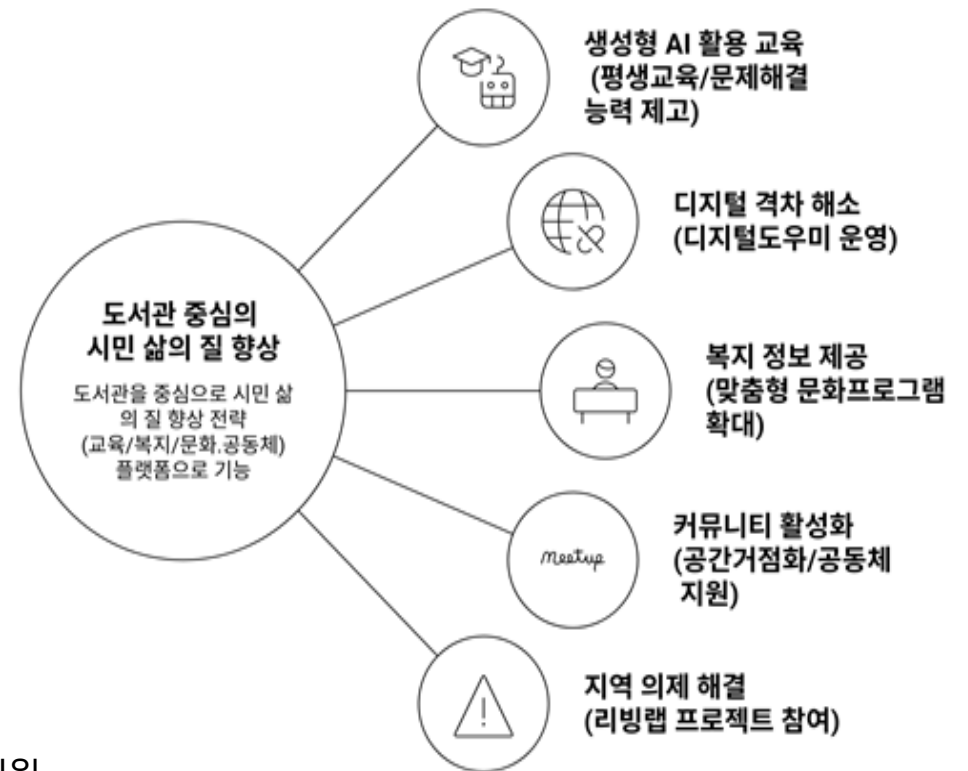 생성형 AI 활용 교육
(평생교육/문제해결
능력 제고)
디지털 격차 해소
(디지털도우미 운영)
도서관 중심의
시민 삶의 질 향상
도서관을 중심으로 시민 삶
의 질 향상 전략
(교육/복지/문화.공동체)
플랫폼으로 기능
복지 정보 제공
(맞춤형 문화프로그램
확대)
meetup
커뮤니티 활성화
(공간거점화/공동체
지원)
지역 의제 해결
(리빙랩 프로젝트 참여)